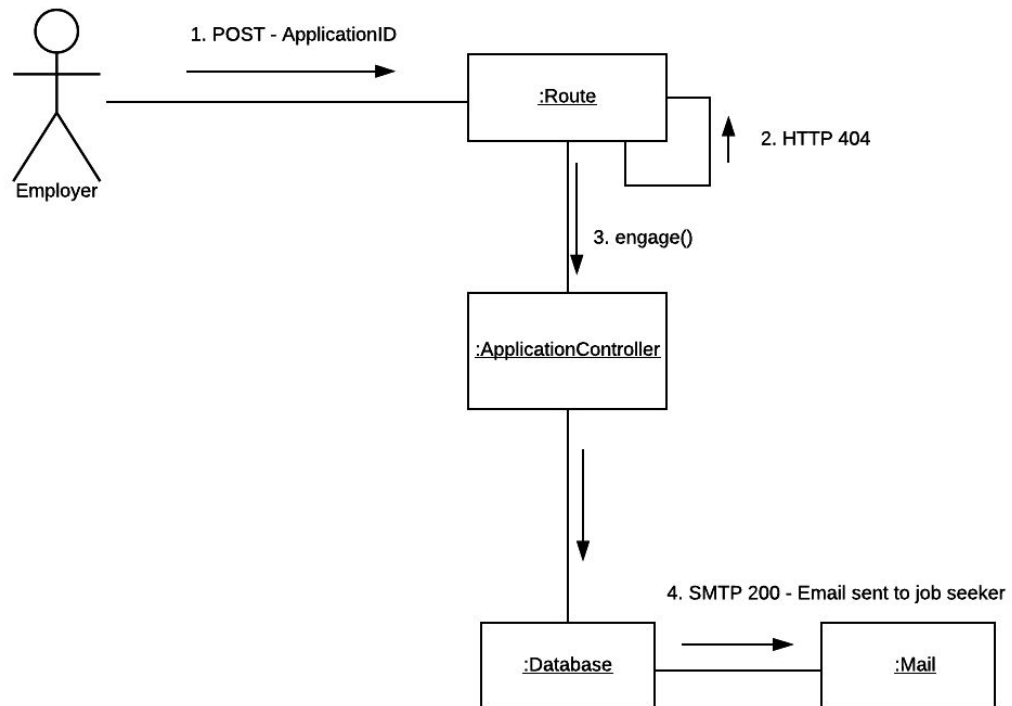 1. POST - ApplicationID
:Route
2. HTTP 404
Employer
3. engage()
:ApplicationController
4. SMTP 200 - Email sent to job seeker
:Database
:Mail